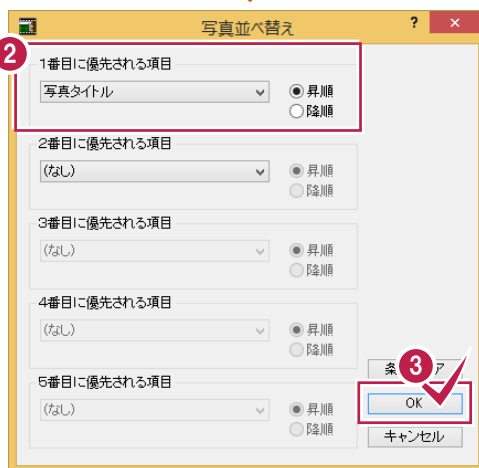 写真並べ替え
? ×
2
1番目に優先される項目
写真タイトル
昇順
降順
2番目に優先される項目
(なし)
昇順
降順
3番目に優先される項目
(なし)
昇順
降順
4番目に優先される項目
(なし)
昇順
降順
5番目に優先される項目
(なし)
昇順
降順
3
OK
キャンセル